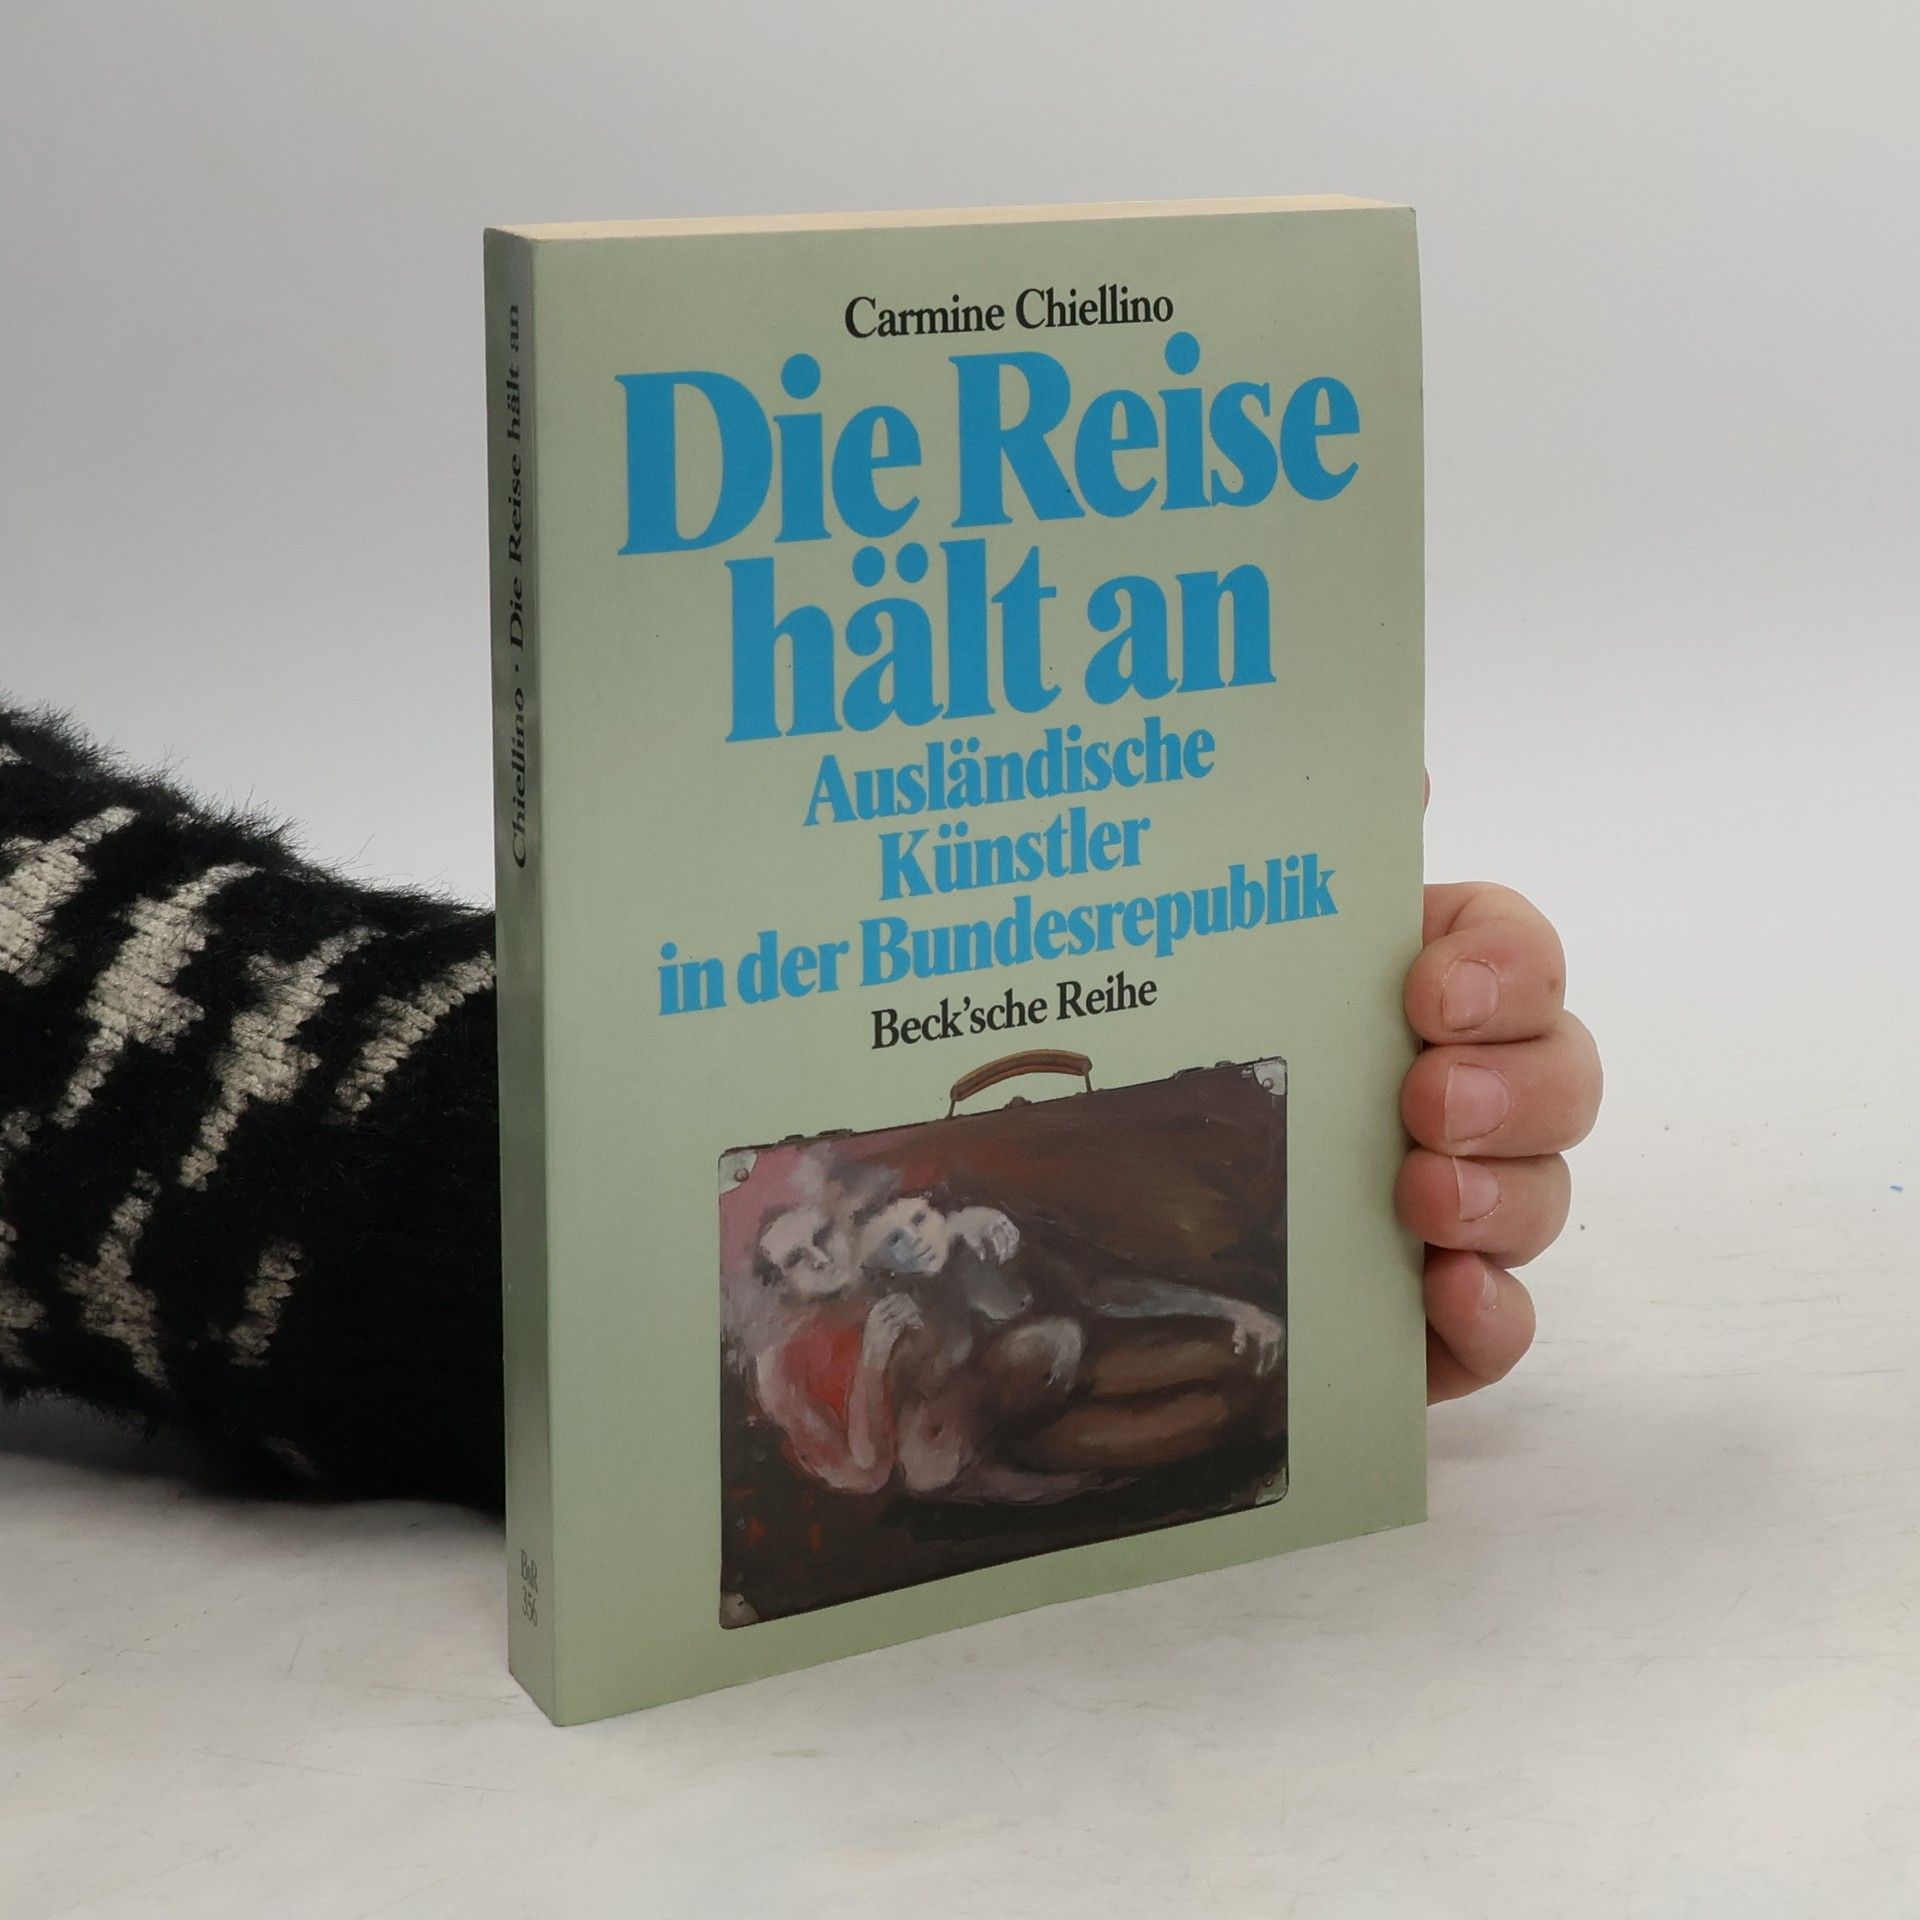 Carmine Chiellino
Die Reise
hält an
Ausländische
Künstler
in der Bundesrepublik
Beck'sche Reihe
Chiellino · Die Reise hält an
BsR
356